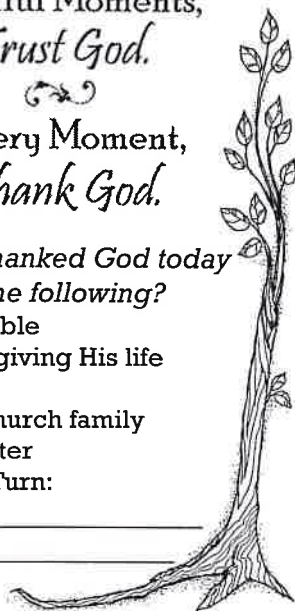 Moments,
rust God.
ery Moment,
hank God.
hanked God today
he following?
ble
giving His life
hurch family
ter
Turn: